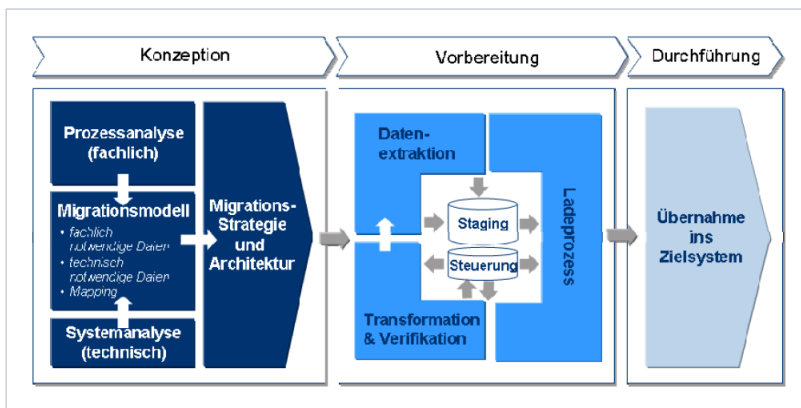 Konzeption
Vorbereitung
Durchführung
Prozessanalyse
(fachlich)
Migrationsmodell
• fachlich
notwendige Daten
• technisch
notwendige Daten
• Mapping
Systemanalyse
(technisch)
Migrations-
Strategie
und
Architektur
Daten-
extraktion
Staging
Steuerung
Transformation
& Verifikation
Ladeprozess
Übernahme
ins
Zielsystem